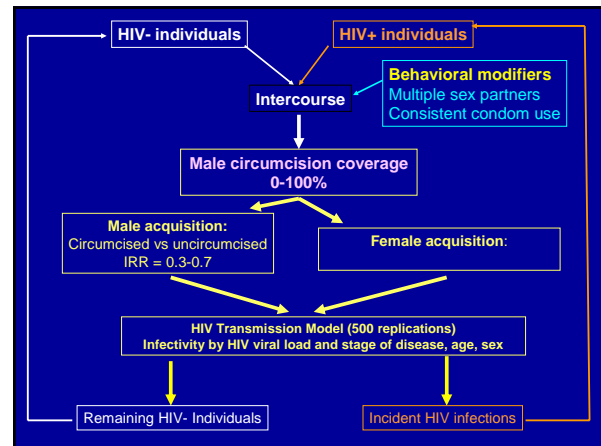 HIV- individuals
HIV+ individuals
Behavioral modifiers
Multiple sex partners
Consistent condom use
Intercourse
Male circumcision coverage
0-100%
Male acquisition:
Circumcised vs uncircumcised
IRR = 0.3-0.7
Female acquisition:
HIV Transmission Model (500 replications)
Infectivity by HIV viral load and stage of disease, age, sex
Remaining HIV- Individuals
Incident HIV infections